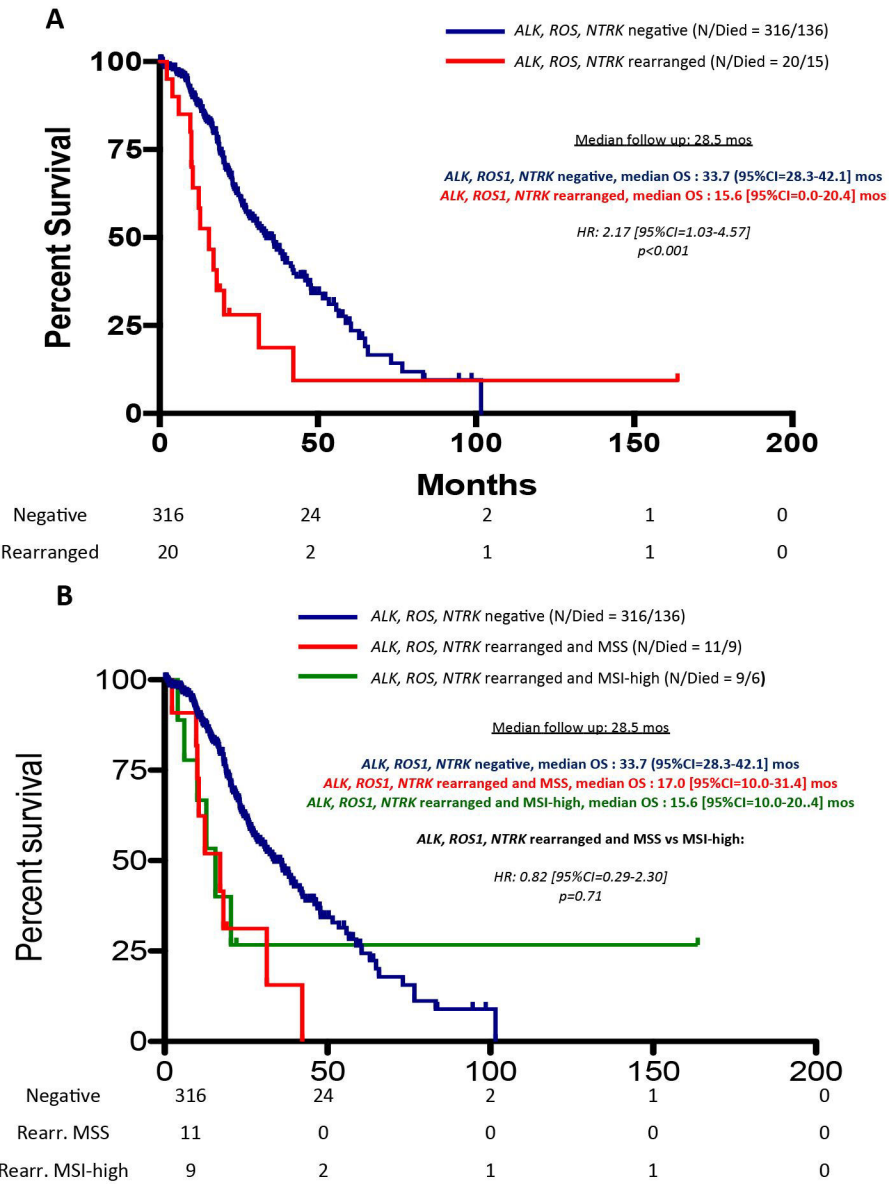 A
ALK, ROS, NTRK negative (N/Died = 316/136)
ALK, ROS, NTRK rearranged (N/Died = 20/15)
Median follow up: 28.5 mos
ALK, ROS1, NTRK negative, median OS : 33.7 (95%CI=28.3-42.1] mos
ALK, ROS1, NTRK rearranged, median OS : 15.6 [95%CI=0.0-20.4] mos
HR: 2.17 [95%CI=1.03-4.57]
p<0.001
Percent Survival
100
75
50
25
0
0 50 100 150 200
Months
Negative 316 24 2 1 0
Rearranged 20 2 1 1 0
B
ALK, ROS, NTRK negative (N/Died = 316/136)
ALK, ROS, NTRK rearranged and MSS (N/Died = 11/9)
ALK, ROS, NTRK rearranged and MSI-high (N/Died = 9/6)
Median follow up: 28.5 mos
ALK, ROS1, NTRK negative, median OS : 33.7 (95%CI=28.3-42.1] mos
ALK, ROS1, NTRK rearranged and MSS, median OS : 17.0 [95%CI=10.0-31.4] mos
ALK, ROS1, NTRK rearranged and MSI-high, median OS : 15.6 [95%CI=10.0-20..4] mos
ALK, ROS1, NTRK rearranged and MSS vs MSI-high:
HR: 0.82 [95%CI=0.29-2.30]
p=0.71
Percent survival
100
75
50
25
0
0 50 100 150 200
Negative 316 24 2 1 0
Rearr. MSS 11 0 0 0 0
Rearr. MSI-high 9 2 1 1 0